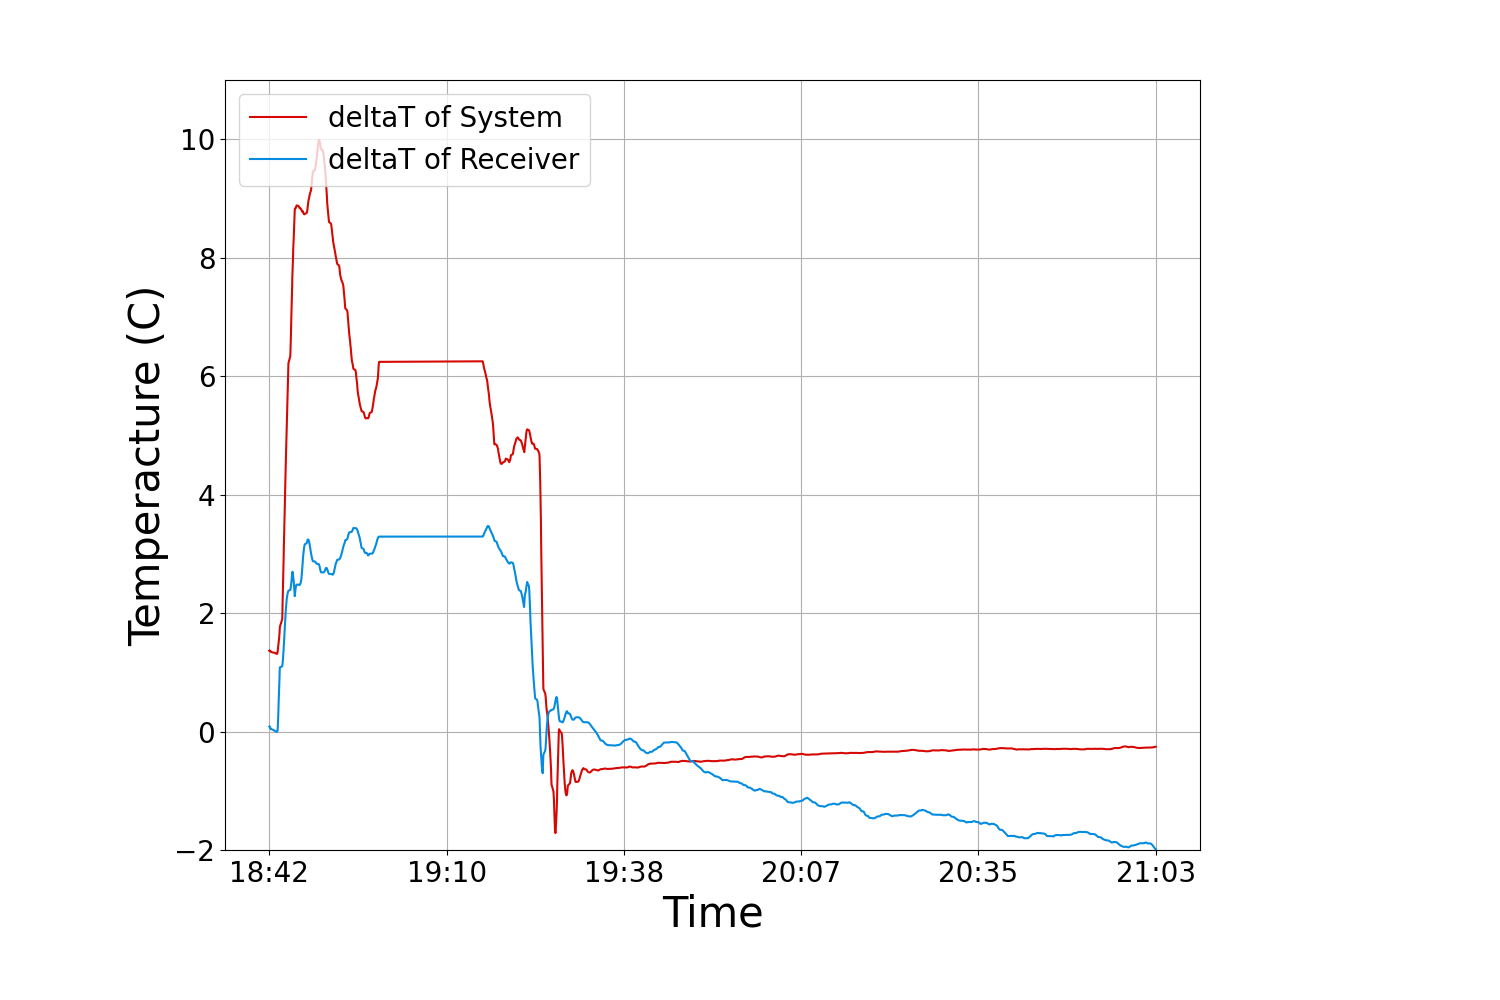 deltaT of System
deltaT of Receiver
10
8
6
4
2
0
−2
Temperacture (C)
18:42 19:10 19:38 20:07 20:35 21:03
Time